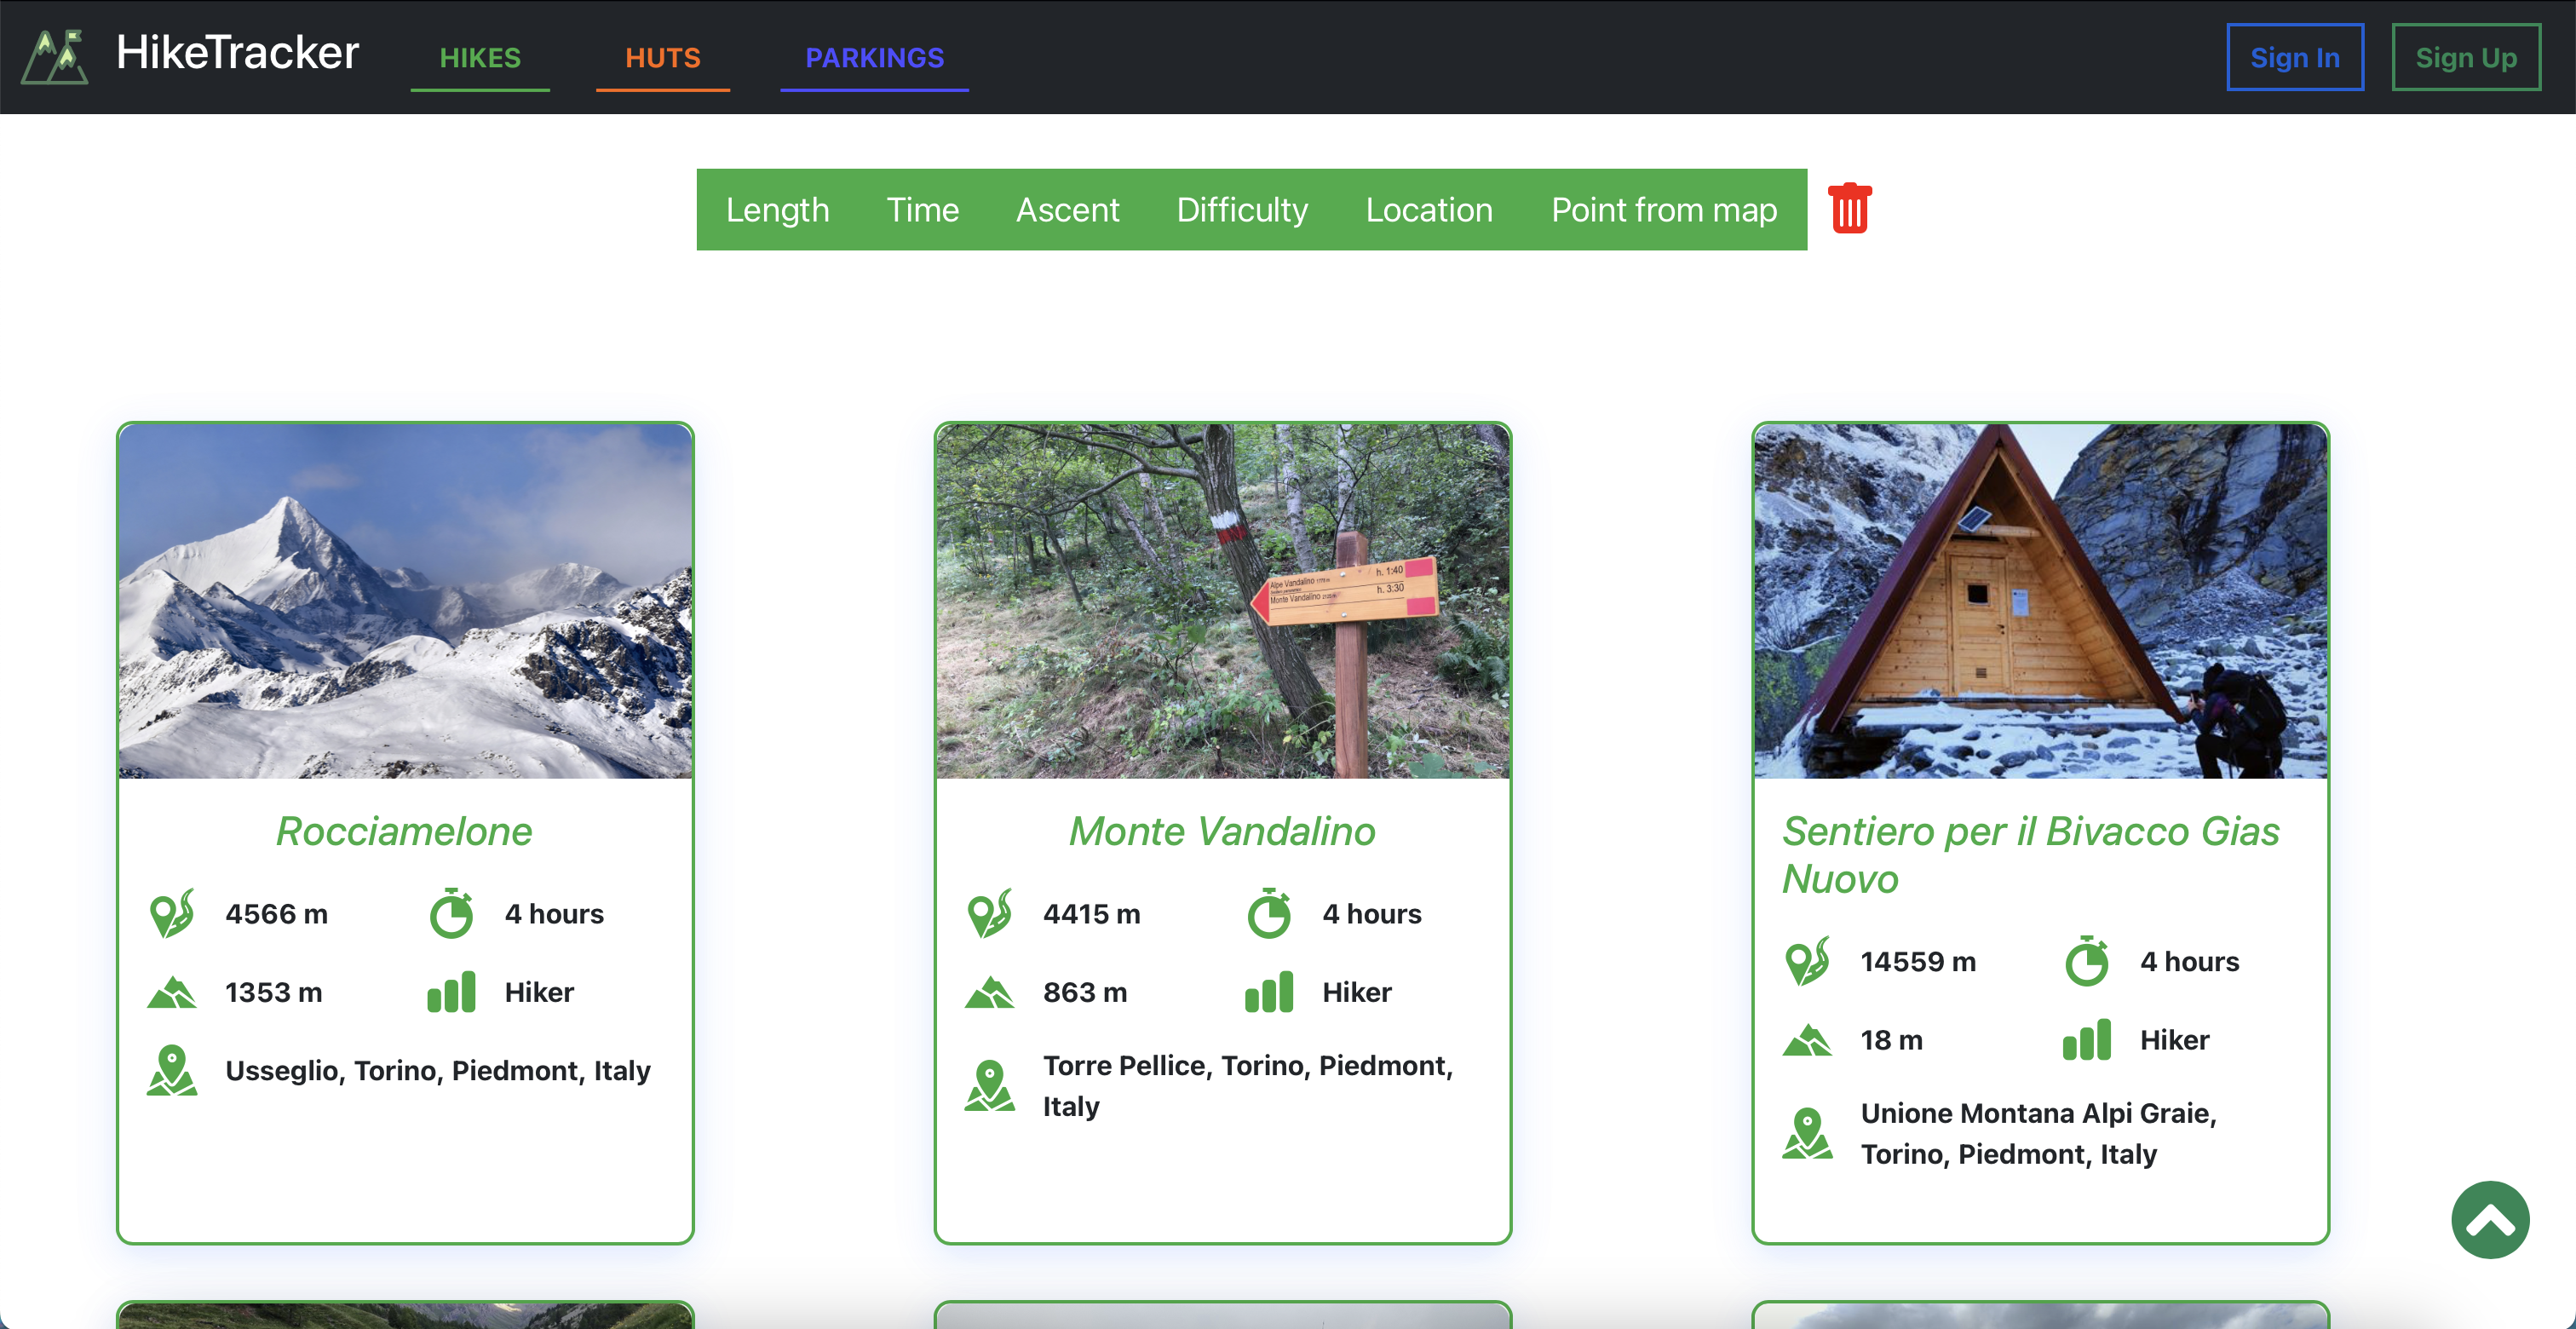 HikeTracker
HIKES
HUTS
PARKINGS
Sign In
Sign Up
Length
Time
Ascent
Difficulty
Location
Point from map
Alpe Vandalino
h. 1:40
Monte Vandalino
h. 3:30
Rocciamelone
4566 m
4 hours
1353 m
Hiker
Usseglio, Torino, Piedmont, Italy
Monte Vandalino
4415 m
4 hours
863 m
Hiker
Torre Pellice, Torino, Piedmont,
Italy
Sentiero per il Bivacco Gias
Nuovo
14559 m
4 hours
18 m
Hiker
Unione Montana Alpi Graie,
Torino, Piedmont, Italy